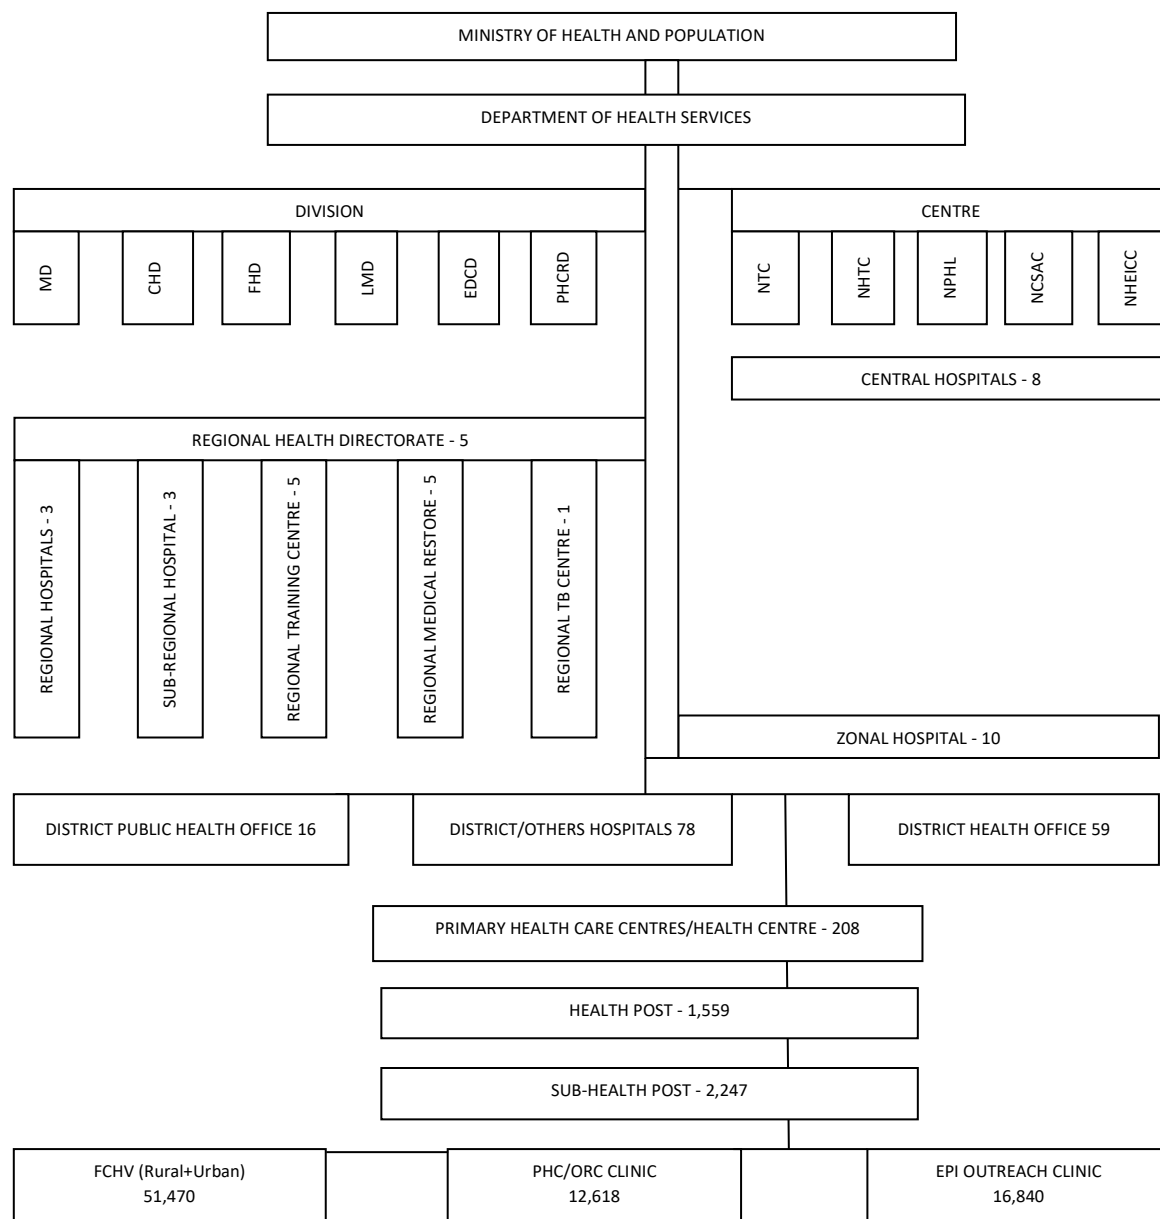 MINISTRY OF HEALTH AND POPULATION
DEPARTMENT OF HEALTH SERVICES
DIVISION
CENTRE
MD
CHD
FHD
LMD
EDCD
PHCRD
NTC
NHTC
NPHL
NCSAC
NHEICC
CENTRAL HOSPITALS - 8
REGIONAL HEALTH DIRECTORATE - 5
REGIONAL HOSPITALS - 3
SUB-REGIONAL HOSPITAL - 3
REGIONAL TRAINING CENTRE - 5
REGIONAL MEDICAL RESTORE - 5
REGIONAL TB CENTRE - 1
ZONAL HOSPITAL - 10
DISTRICT PUBLIC HEALTH OFFICE 16
DISTRICT/OTHERS HOSPITALS 78
DISTRICT HEALTH OFFICE 59
PRIMARY HEALTH CARE CENTRES/HEALTH CENTRE - 208
HEALTH POST - 1,559
SUB-HEALTH POST - 2,247
FCHV (Rural+Urban)
51,470
PHC/ORC CLINIC
12,618
EPI OUTREACH CLINIC
16,840